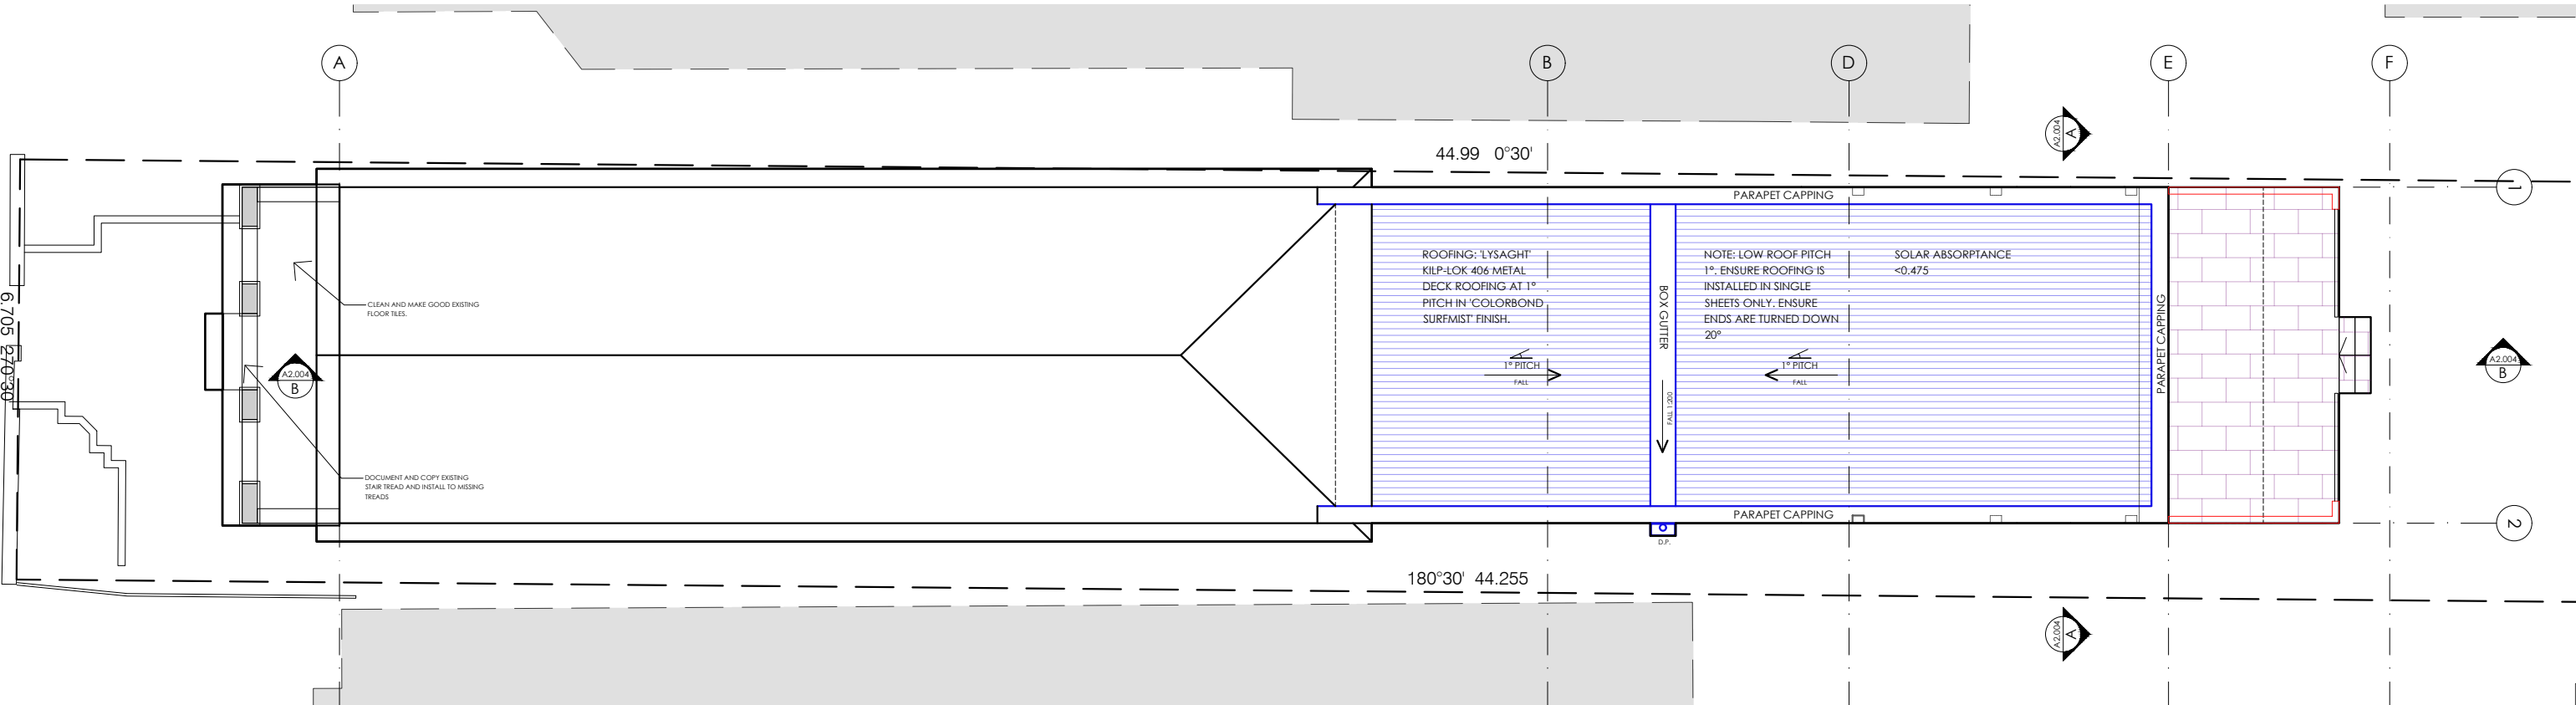 A
B
D
E
F
A2.004
A
44.99 0°30'
1
PARAPET CAPPING
6.705 270°30'
CLEAN AND MAKE GOOD EXISTING
FLOOR TILES.
A2.004
B
DOCUMENT AND COPY EXISTING
STAIR TREAD AND INSTALL TO MISSING
TREADS
ROOFING: 'LYSAGHT'
KILP-LOK 406 METAL
DECK ROOFING AT 1°
PITCH IN 'COLORBOND
SURFMIST' FINISH.
1° PITCH
FALL
BOX GUTTER
FALL 1:200
NOTE: LOW ROOF PITCH
1°. ENSURE ROOFING IS
INSTALLED IN SINGLE
SHEETS ONLY. ENSURE
ENDS ARE TURNED DOWN
20°
SOLAR ABSORPTANCE
<0.475
1° PITCH
FALL
PARAPET CAPPING
A2.004
B
PARAPET CAPPING
2
D.P.
180°30' 44.255
A2.004
A